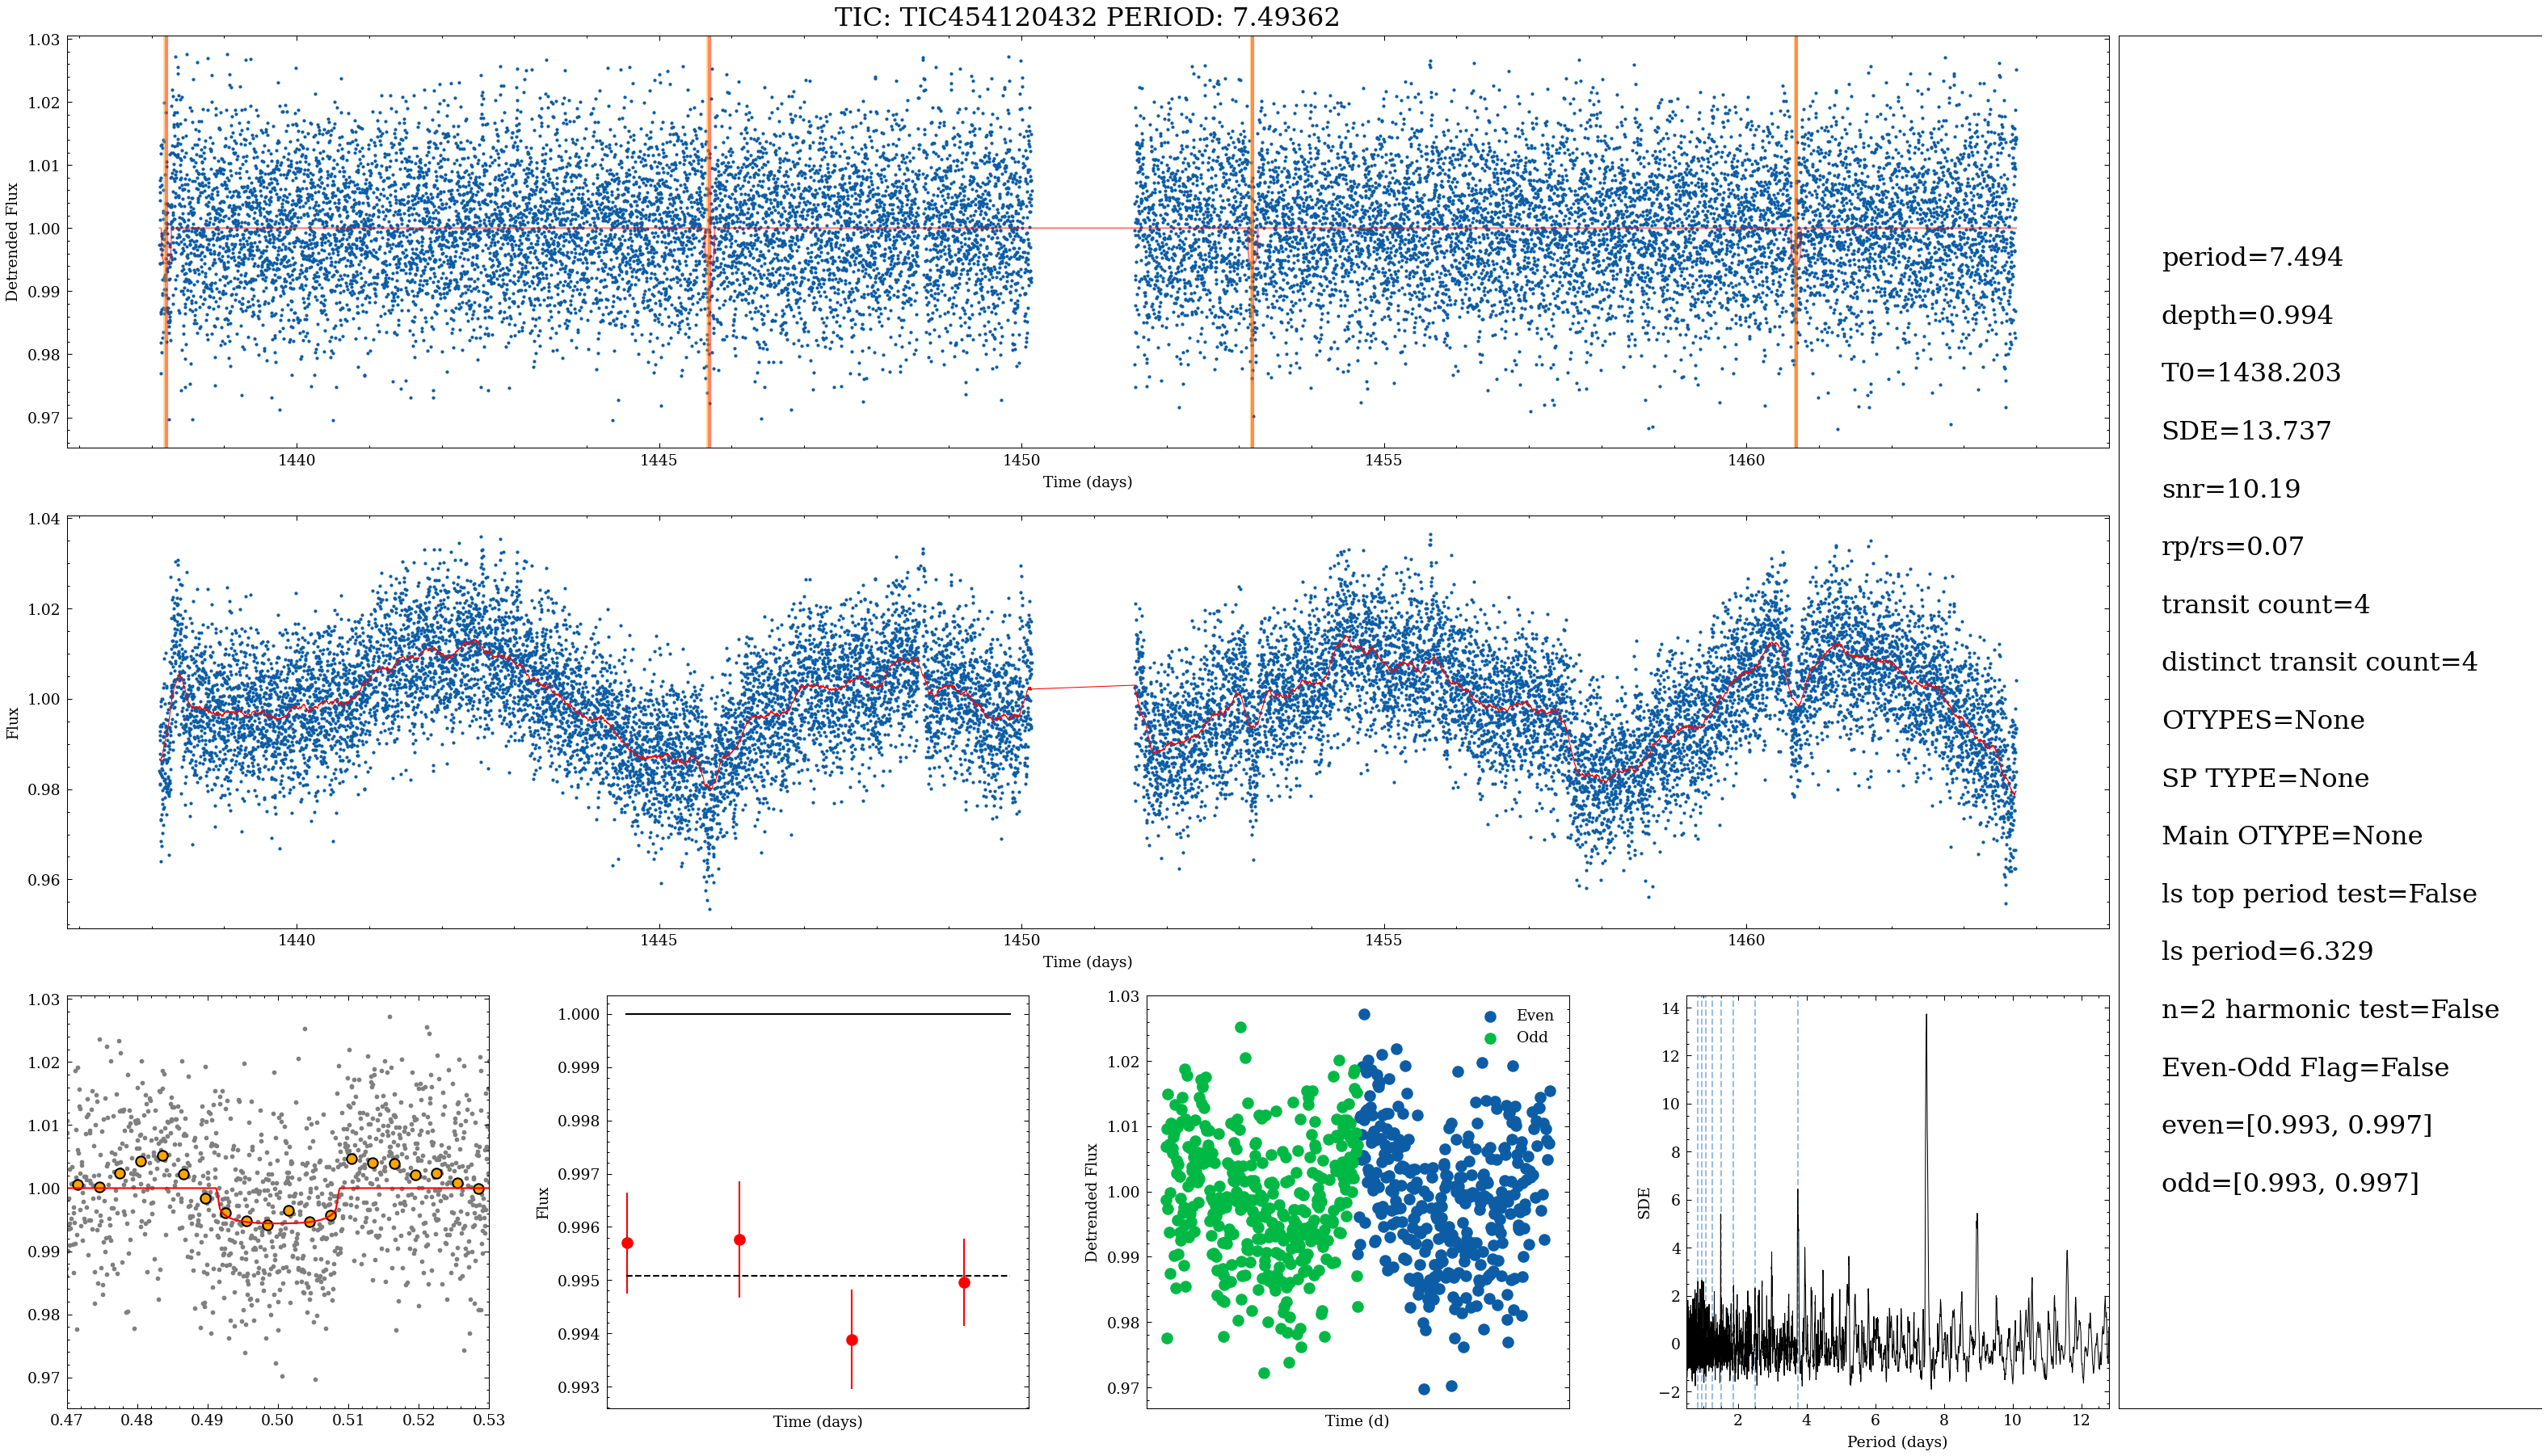 TIC: TIC454120432 PERIOD: 7.49362
1.03
1.02
1.01
1.00
0.99
0.98
0.97
Detrended Flux
1440
1445
1450
1455
1460
Time (days)
1.04
1.02
1.00
0.98
0.96
Flux
1440
1445
1450
1455
1460
Time (days)
1.03
1.02
1.01
1.00
0.99
0.98
0.97
0.47
0.48
0.49
0.50
0.51
0.52
0.53
1.000
0.999
0.998
0.997
0.996
0.995
0.994
0.993
Flux
Time (days)
1.03
1.02
1.01
1.00
0.99
0.98
0.97
Detrended Flux
Even
Odd
Time (d)
14
12
10
8
6
4
2
0
−2
SDE
2
4
6
8
10
12
Period (days)
period=7.494
depth=0.994
T0=1438.203
SDE=13.737
snr=10.19
rp/rs=0.07
transit count=4
distinct transit count=4
OTYPES=None
SP TYPE=None
Main OTYPE=None
ls top period test=False
ls period=6.329
n=2 harmonic test=False
Even-Odd Flag=False
even=[0.993, 0.997]
odd=[0.993, 0.997]